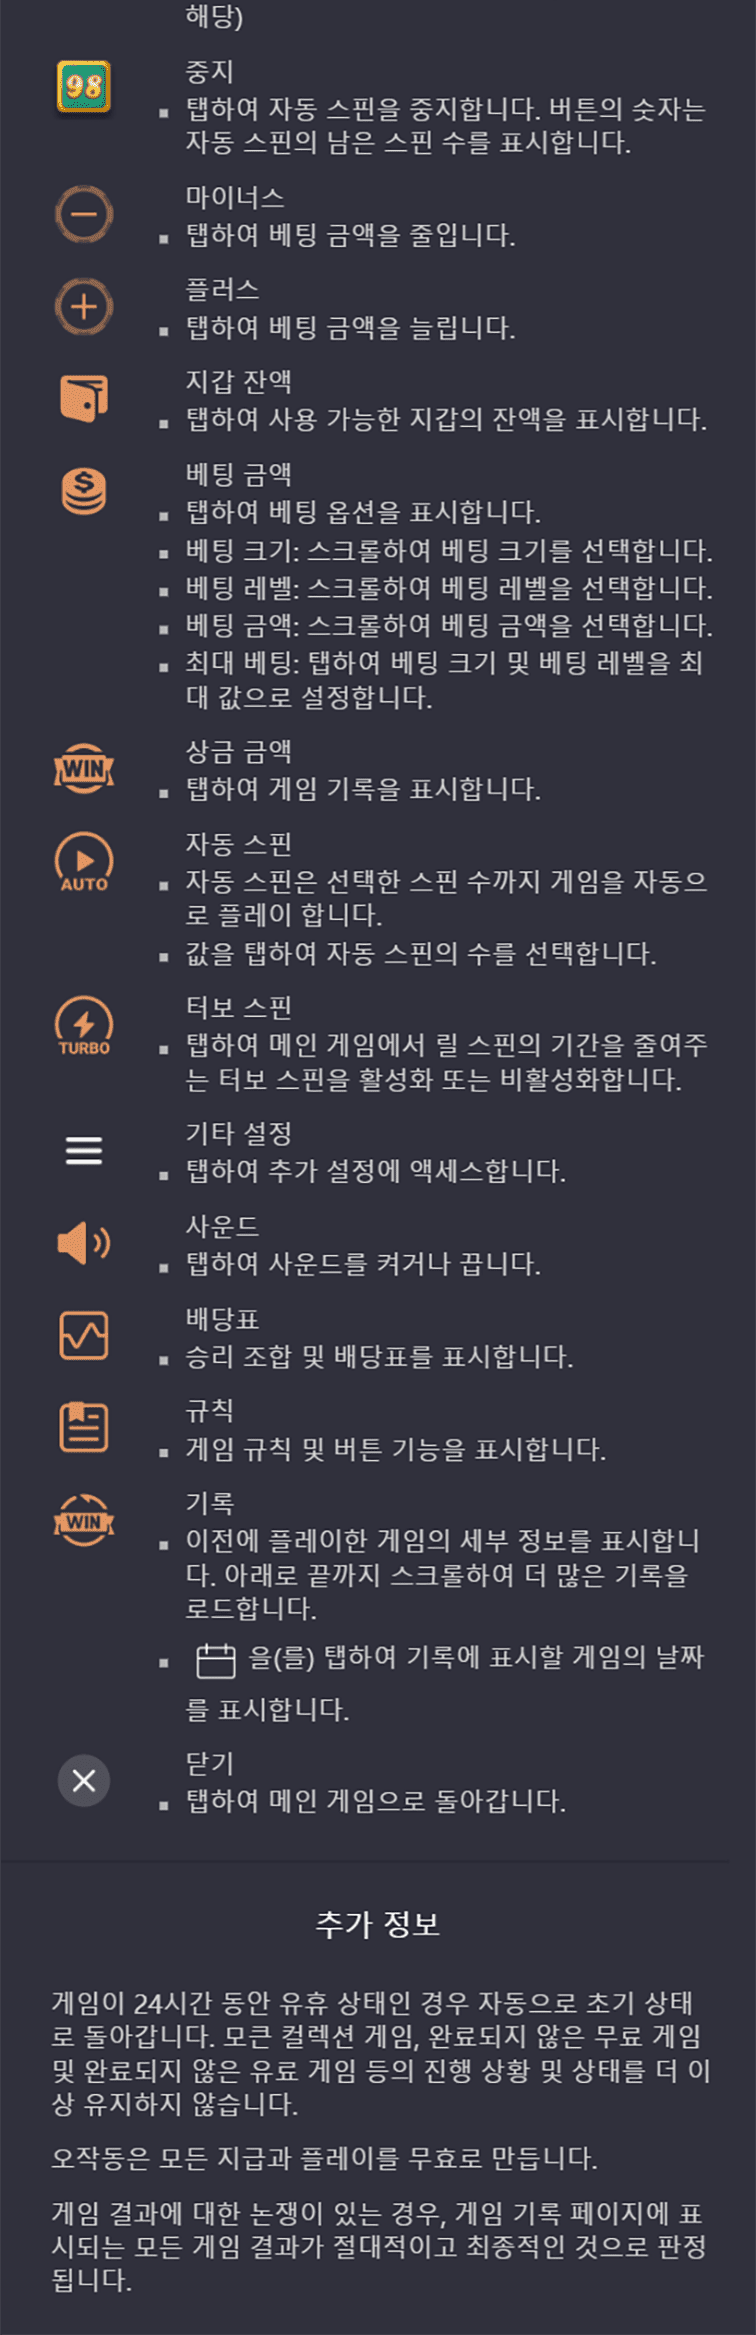 해당)
98
중지
▪ 탭하여 자동 스핀을 중지합니다. 버튼의 숫자는
자동 스핀의 남은 스핀 수를 표시합니다.
마이너스
▪ 탭하여 베팅 금액을 줄입니다.
플러스
▪ 탭하여 베팅 금액을 늘립니다.
지갑 잔액
▪ 탭하여 사용 가능한 지갑의 잔액을 표시합니다.
$
베팅 금액
▪ 탭하여 베팅 옵션을 표시합니다.
▪ 베팅 크기: 스크롤하여 베팅 크기를 선택합니다.
▪ 베팅 레벨: 스크롤하여 베팅 레벨을 선택합니다.
▪ 베팅 금액: 스크롤하여 베팅 금액을 선택합니다.
▪ 최대 베팅: 탭하여 베팅 크기 및 베팅 레벨을 최
대 값으로 설정합니다.
WIN
상금 금액
▪ 탭하여 게임 기록을 표시합니다.
AUTO
자동 스핀
▪ 자동 스핀은 선택한 스핀 수까지 게임을 자동으
로 플레이 합니다.
▪ 값을 탭하여 자동 스핀의 수를 선택합니다.
TURBO
터보 스핀
▪ 탭하여 메인 게임에서 릴 스핀의 기간을 줄여주
는 터보 스핀을 활성화 또는 비활성화합니다.
기타 설정
▪ 탭하여 추가 설정에 액세스합니다.
사운드
▪ 탭하여 사운드를 켜거나 끕니다.
배당표
▪ 승리 조합 및 배당표를 표시합니다.
규칙
▪ 게임 규칙 및 버튼 기능을 표시합니다.
WIN
기록
▪ 이전에 플레이한 게임의 세부 정보를 표시합니
다. 아래로 끝까지 스크롤하여 더 많은 기록을
로드합니다.
▪ 을(를) 탭하여 기록에 표시할 게임의 날짜
를 표시합니다.
닫기
▪ 탭하여 메인 게임으로 돌아갑니다.
추가 정보
게임이 24시간 동안 유휴 상태인 경우 자동으로 초기 상태
로 돌아갑니다. 모큰 컬렉션 게임, 완료되지 않은 무료 게임
및 완료되지 않은 유료 게임 등의 진행 상황 및 상태를 더 이
상 유지하지 않습니다.
오작동은 모든 지급과 플레이를 무효로 만듭니다.
게임 결과에 대한 논쟁이 있는 경우, 게임 기록 페이지에 표
시되는 모든 게임 결과가 절대적이고 최종적인 것으로 판정
됩니다.